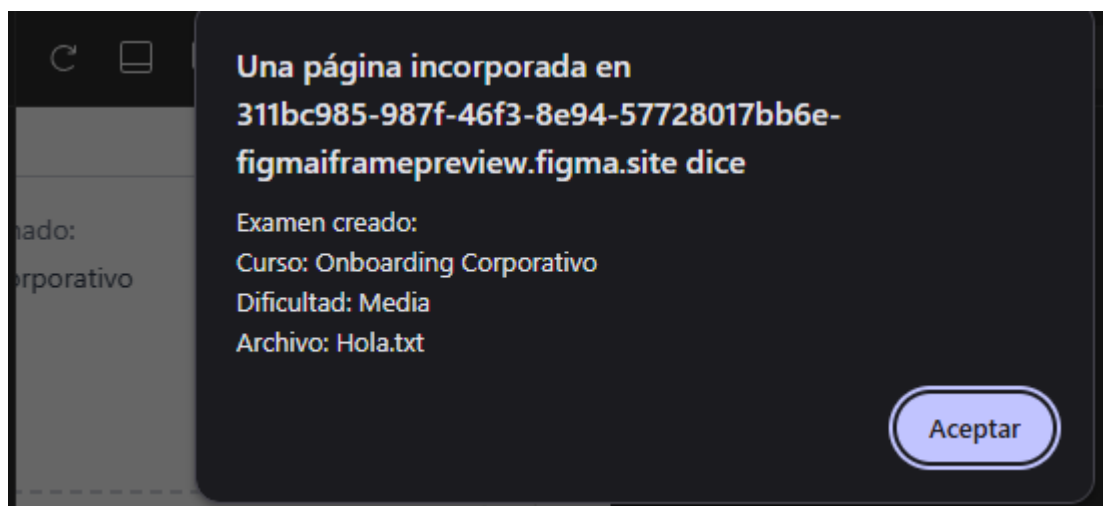 Una página incorporada en
311bc985-987f-46f3-8e94-57728017bb6e-
figmaiframepreview.figma.site dice
Examen creado:
Curso: Onboarding Corporativo
Dificultad: Media
Archivo: Hola.txt
Aceptar